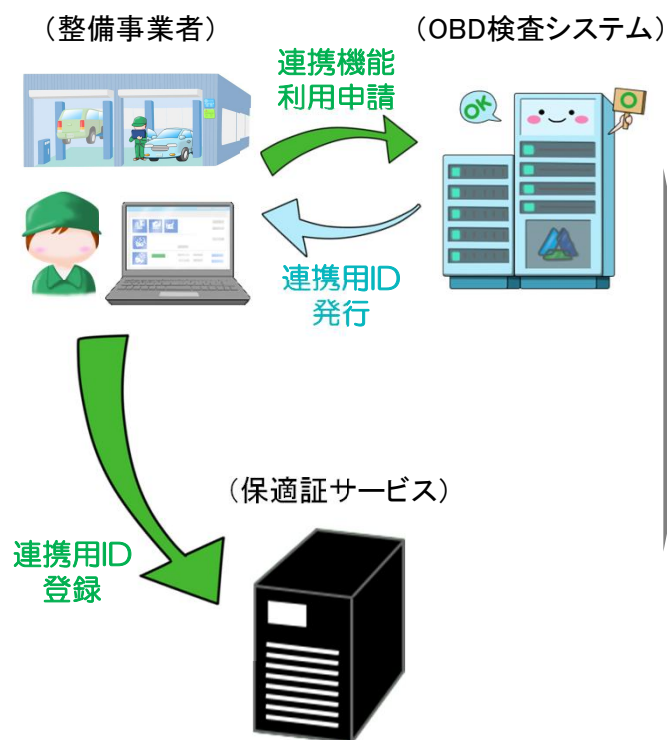 （整備事業者）
（OBD検査システム）
連携機能
利用申請
OK
連携用ID
発行
（保適証サービス）
連携用ID
登録